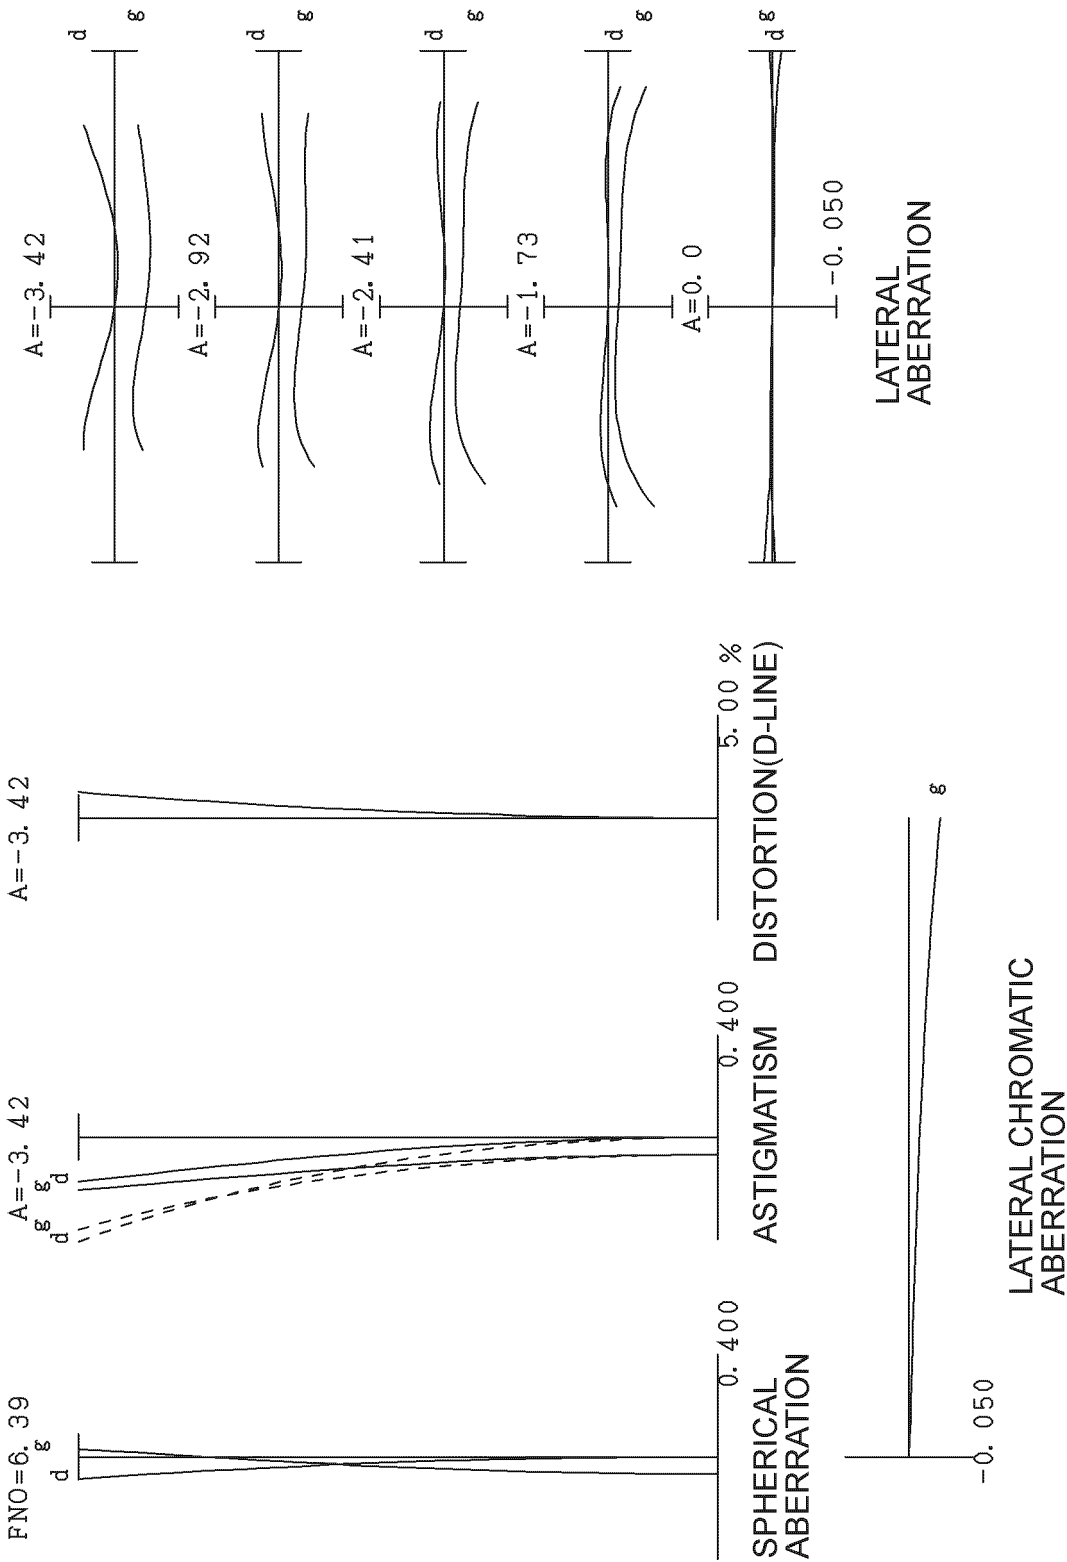 FNO=6. 39
d
g
0. 400
SPHERICAL
ABERRATION
A=-3. 42
d
g
g
d
0. 400
ASTIGMATISM
A=-3. 42
5. 00 %
DISTORTION(D-LINE)
g
-0. 050
LATERAL CHROMATIC
ABERRATION
A=-3. 42
d
g
A=-2. 92
d
g
A=-2. 41
d
g
A=-1. 73
d
g
A=0. 0
d
g
-0. 050
LATERAL
ABERRATION